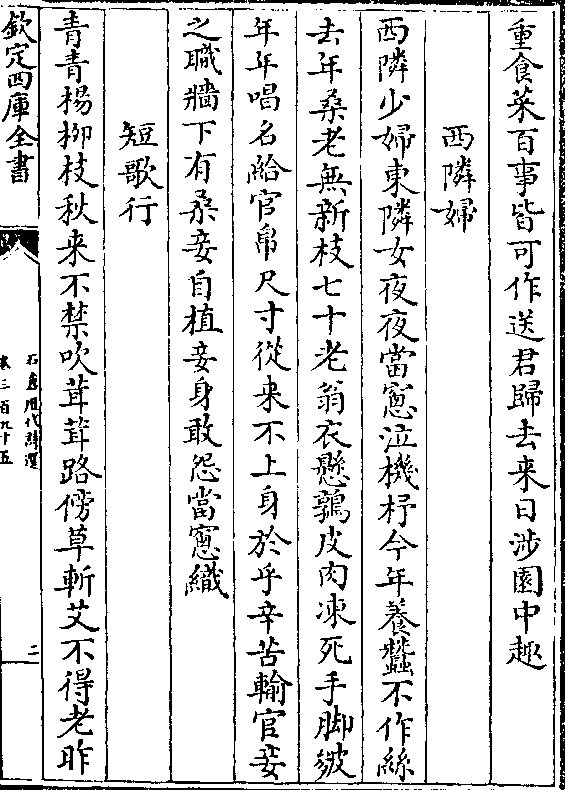 重食菜百事皆可作送君歸去来日涉園中趣
西隣婦
西隣少婦東隣女夜夜當窻泣機杼今年養蠶不作絲
去年桑老無新枝七十老翁衣懸鶉皮肉凍死手脚皴
年年唱名給官帛尺寸從来不上身於乎辛苦輸官妾
之職牆下有桑妾自植妾身敢怨當窻織
短歌行
青青楊柳枝秋来不禁吹茸茸路傍草斬艾不得老昨
欽定四庫全書
石倉歷代詩選
卷三百九十五
二